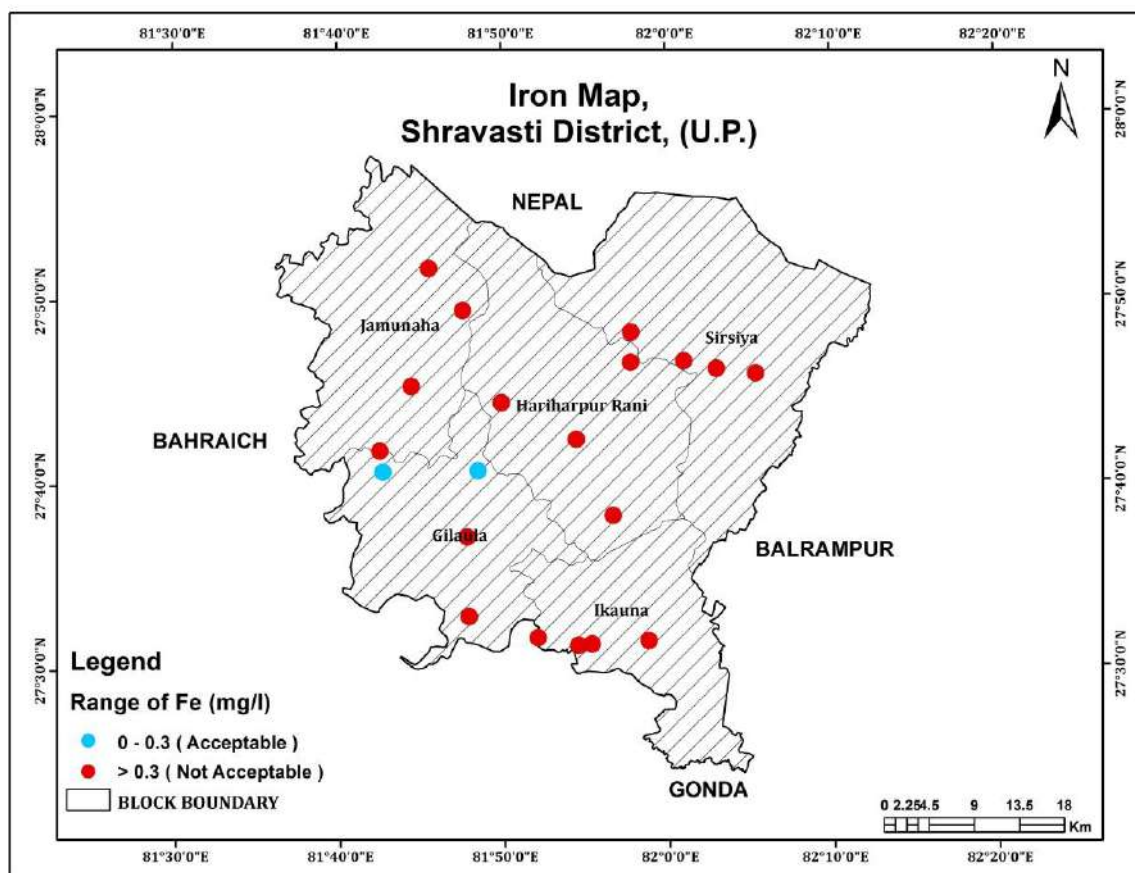 81°30'0"E 81°40'0"E 81°50'0"E 82°0'0"E 82°10'0"E 82°20'0"E
N
Iron Map,
Shravasti District, (U.P.)
28°0'0"N
28°0'0"N
NEPAL
27°50'0"N
27°50'0"N
Jamunaha
Sirsiya
Hariharpur Rani
BAHRAICH
27°40'0"N
27°40'0"N
Gilaula
BALRAMPUR
Ikauna
27°30'0"N
27°30'0"N
Legend
Range of Fe (mg/l)
0 - 0.3 ( Acceptable )
> 0.3 ( Not Acceptable )
BLOCK BOUNDARY
GONDA
0 2.254.5 9 13.5 18
Km
81°30'0"E 81°40'0"E 81°50'0"E 82°0'0"E 82°10'0"E 82°20'0"E